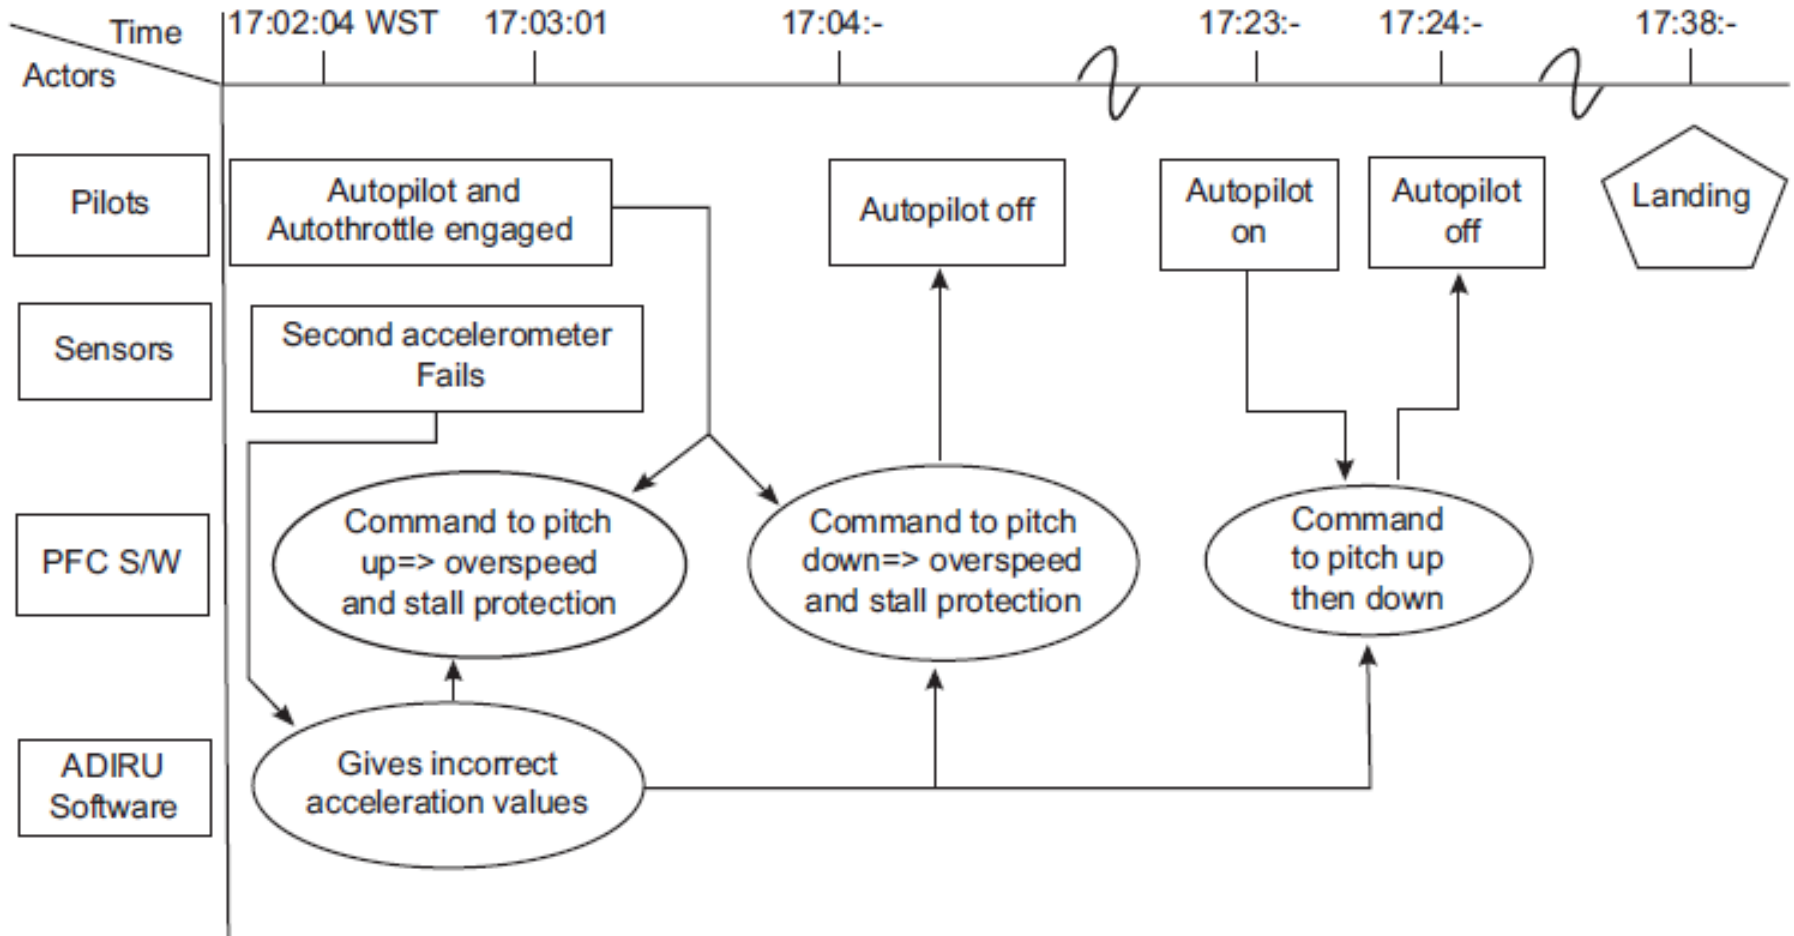 Time
Actors
17:02:04 WST
17:03:01
17:04:-
17:23:-
17:24:-
17:38:-
Pilots
Autopilot and
Autothrottle engaged
Autopilot off
Autopilot
on
Autopilot
off
Landing
Sensors
Second accelerometer
Fails
PFC S/W
Command to pitch
up=> overspeed
and stall protection
Command to pitch
down=> overspeed
and stall protection
Command
to pitch up
then down
ADIRU
Software
Gives incorrect
acceleration values